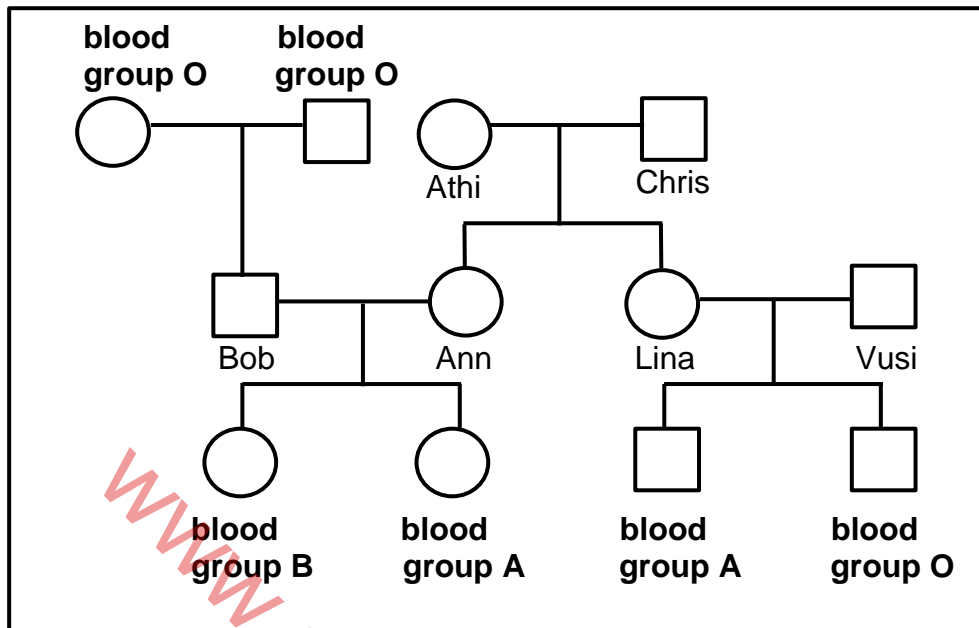 blood
group O
blood
group O
Athi
Chris
Bob
Ann
Lina
Vusi
blood
group B
blood
group A
blood
group A
blood
group O
www.